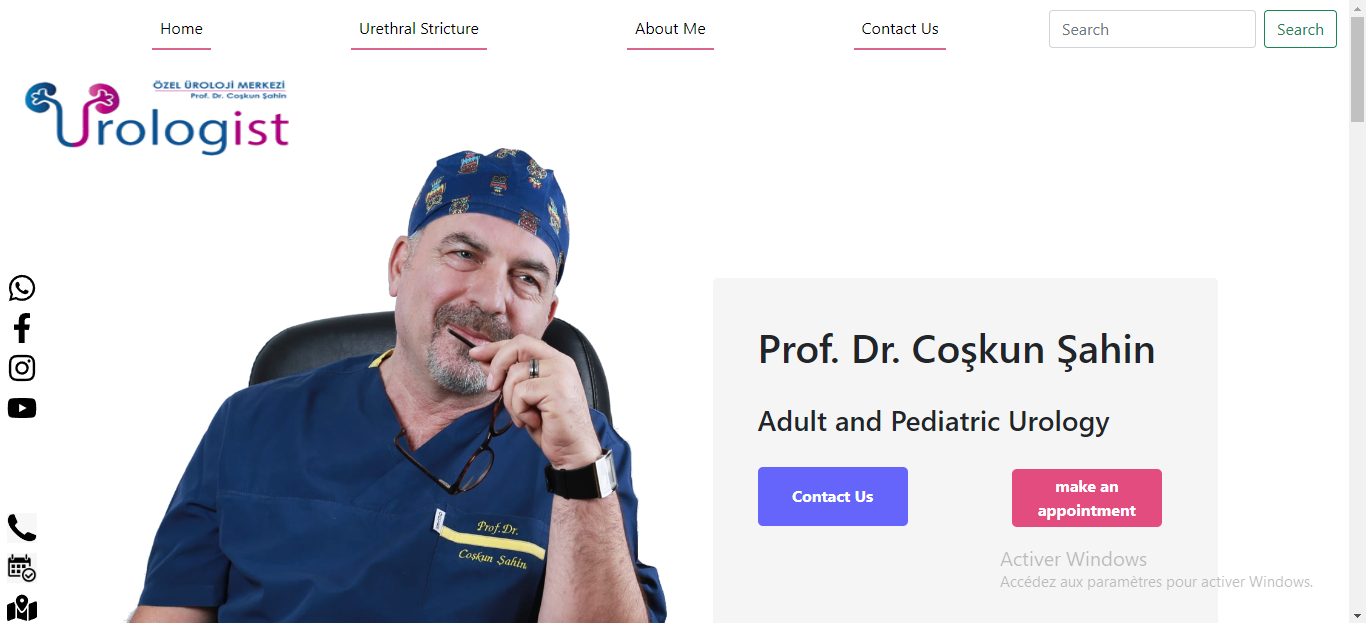 Home
Urethral Stricture
About Me
Contact Us
Search
Search
ÖZEL ÜROLOJİ MERKEZİ
Prof. Dr. Coşkun Şahin
Urologist
Prof. Dr. Coşkun Şahin
Adult and Pediatric Urology
Contact Us
make an
appointment
Prof. Dr.
Coşkun Şahin
Activer Windows
Accédez aux paramètres pour activer Windows.